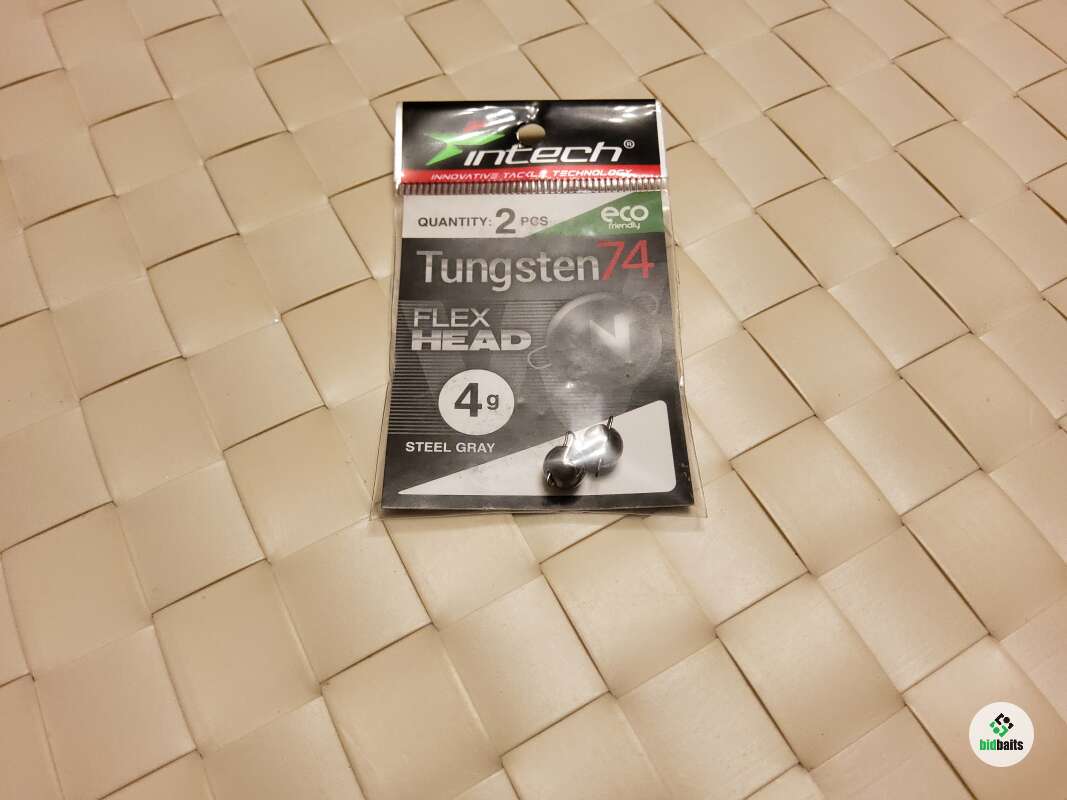 intech®
INNOVATIVE TACKLE TECHNOLOGY
QUANTITY: 2 PCS
eco
friendly
Tungsten74
FLEX
HEAD
4g
STEEL GRAY
bidbaits